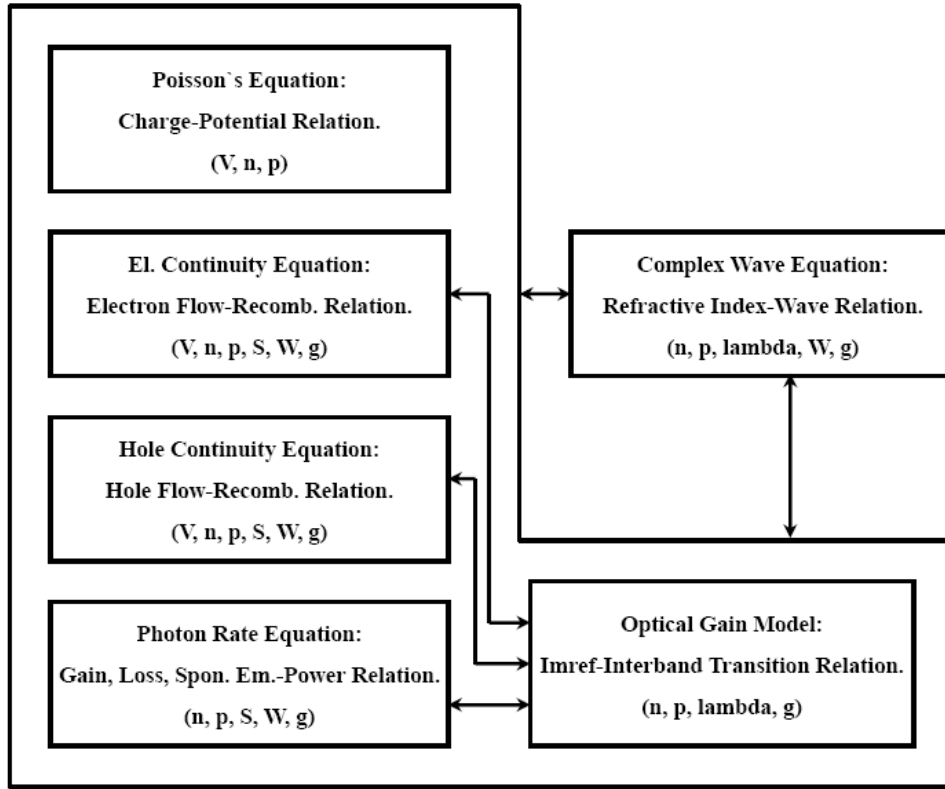 Poisson`s Equation:
Charge-Potential Relation.
(V, n, p)
El. Continuity Equation:
Electron Flow-Recomb. Relation.
(V, n, p, S, W, g)
Complex Wave Equation:
Refractive Index-Wave Relation.
(n, p, lambda, W, g)
Hole Continuity Equation:
Hole Flow-Recomb. Relation.
(V, n, p, S, W, g)
Photon Rate Equation:
Gain, Loss, Spon. Em.-Power Relation.
(n, p, S, W, g)
Optical Gain Model:
Imref-Interband Transition Relation.
(n, p, lambda, g)